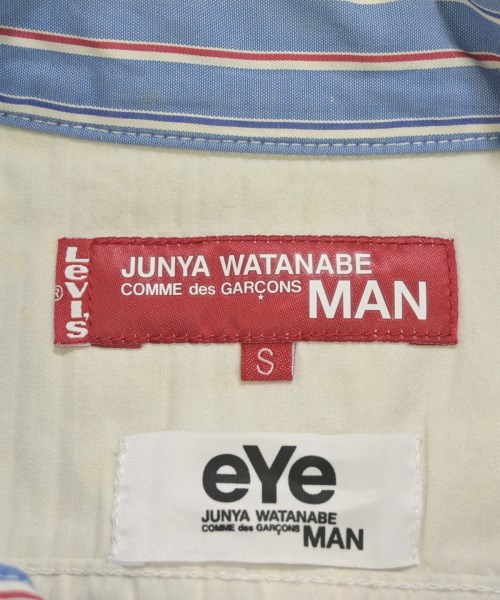 LEVI'S
®
JUNYA WATANABE
COMME des GARÇONS MAN
S
eYe
JUNYA WATANABE
COMME des GARÇONS MAN